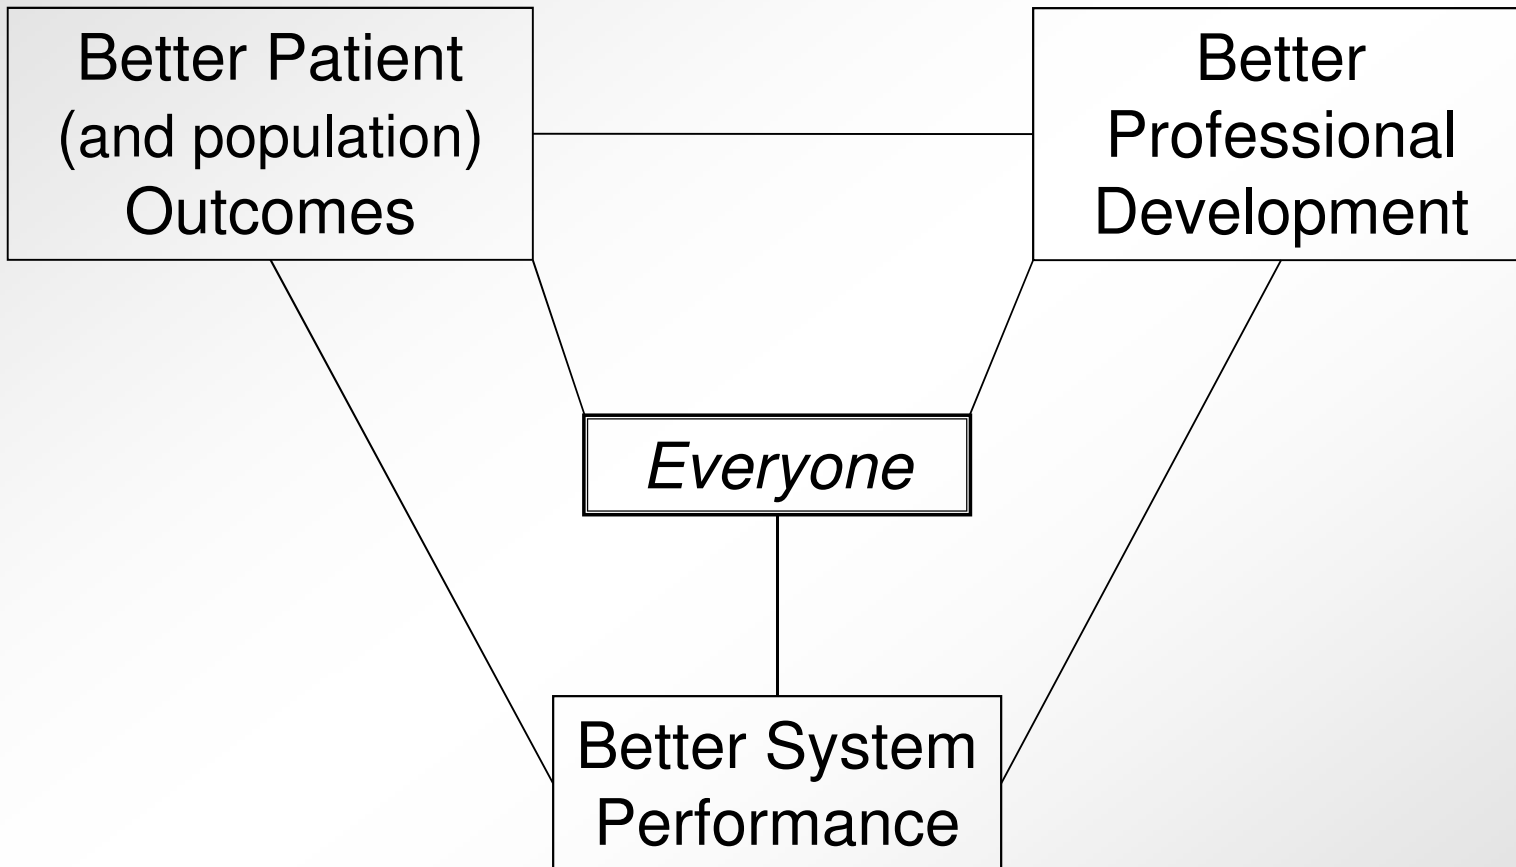 Better Patient
(and population)
Outcomes
Better
Professional
Development
Everyone
Better System
Performance